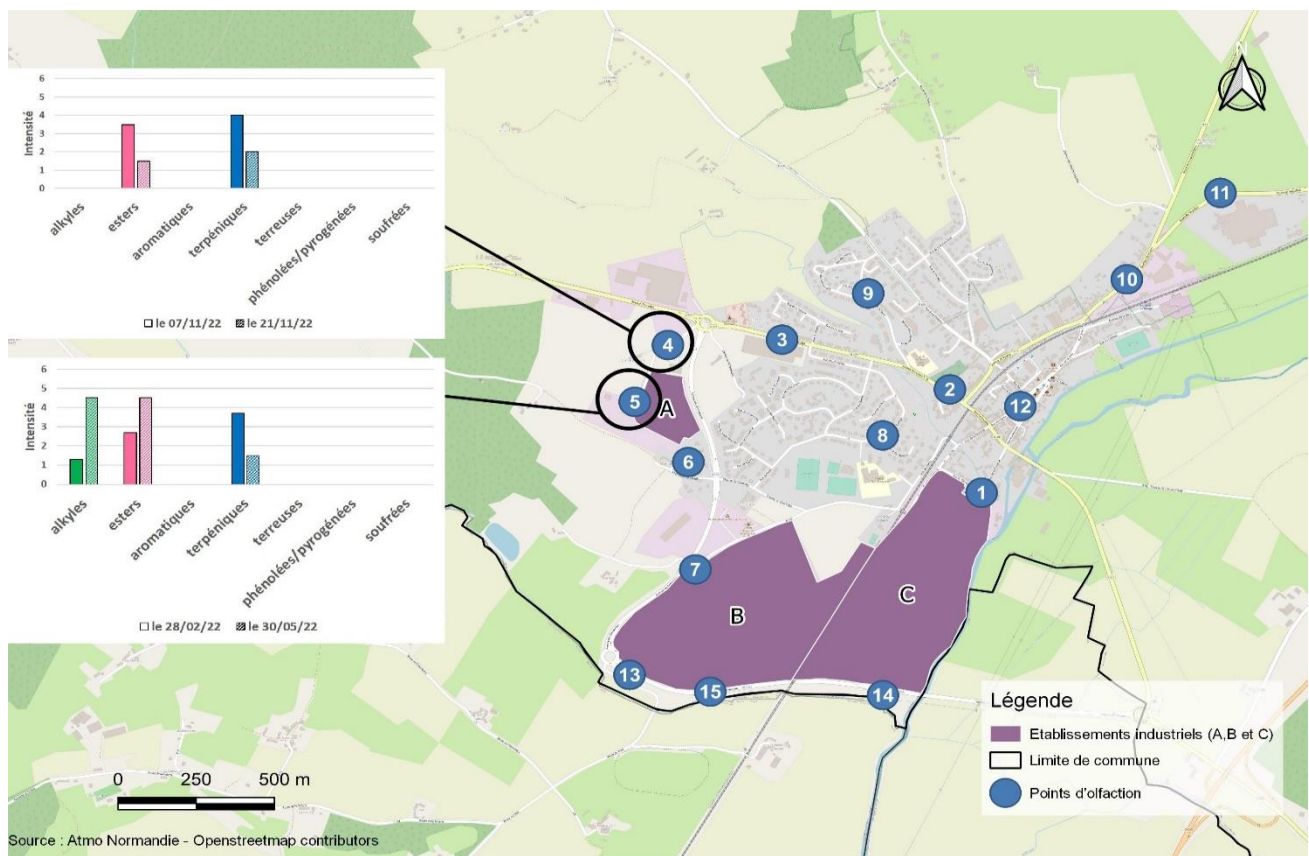 6
5
4
3
2
1
0
Intensité
alkyles
esters
aromatiques
terpéniques
terreuses
phénolées/pyrogénées
soufrées
le 07/11/22
le 21/11/22
6
5
4
3
2
1
0
Intensité
alkyles
esters
aromatiques
terpéniques
terreuses
phénolées/pyrogénées
soufrées
le 28/02/22
le 30/05/22
N
11
10
9
4
3
5
A
2
12
8
6
1
7
C
B
13
15
14
Légende
Etablissements industriels (A,B et C)
Limite de commune
Points d'olfaction
0 250 500 m
Source : Atmo Normandie - Openstreetmap contributors